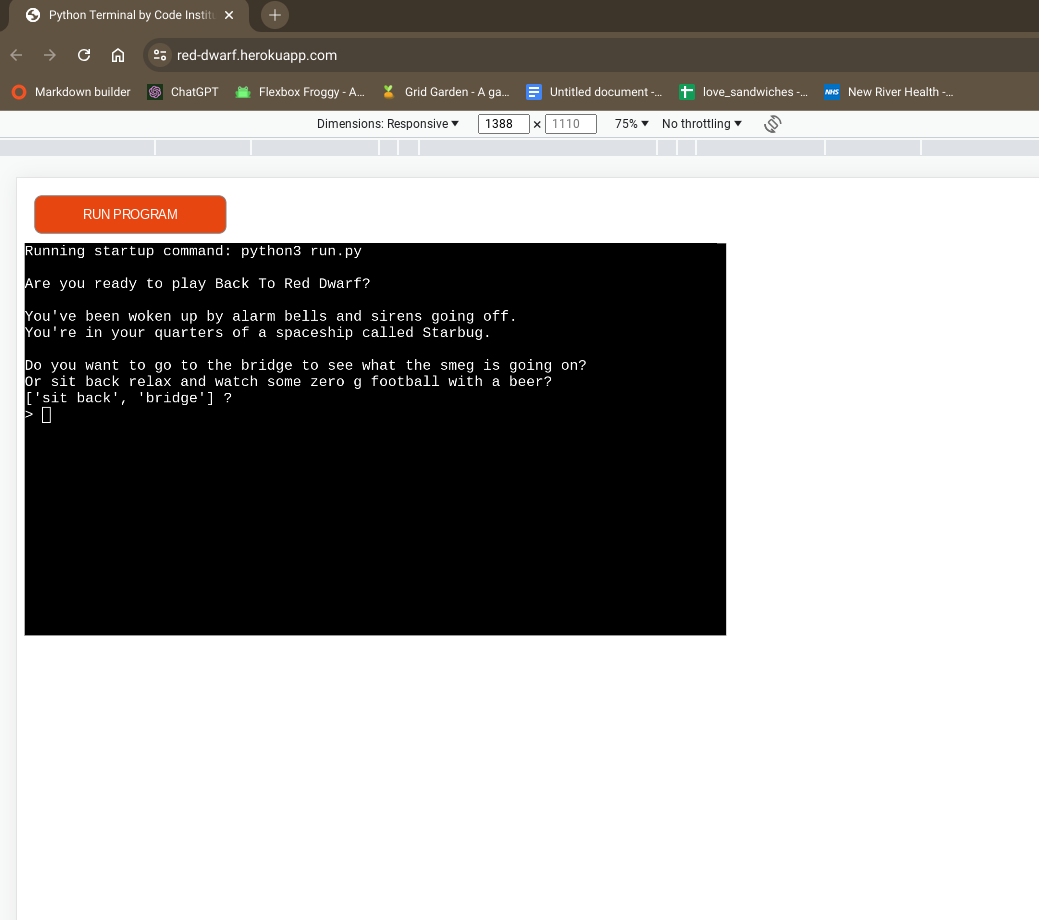 Python Terminal by Code Instit
red-dwarf.herokuapp.com
Markdown builder ChatGPT Flexbox Froggy - A... Grid Garden - A ga... Untitled document -... love_sandwiches -... NHS New River Health -...
Dimensions: Responsive 1388 × 1110 75% No throttling
RUN PROGRAM
Running startup command: python3 run.py
Are you ready to play Back To Red Dwarf?
You've been woken up by alarm bells and sirens going off.
You're in your quarters of a spaceship called Starbug.
Do you want to go to the bridge to see what the smeg is going on?
Or sit back relax and watch some zero g football with a beer?
['sit back', 'bridge'] ?
>